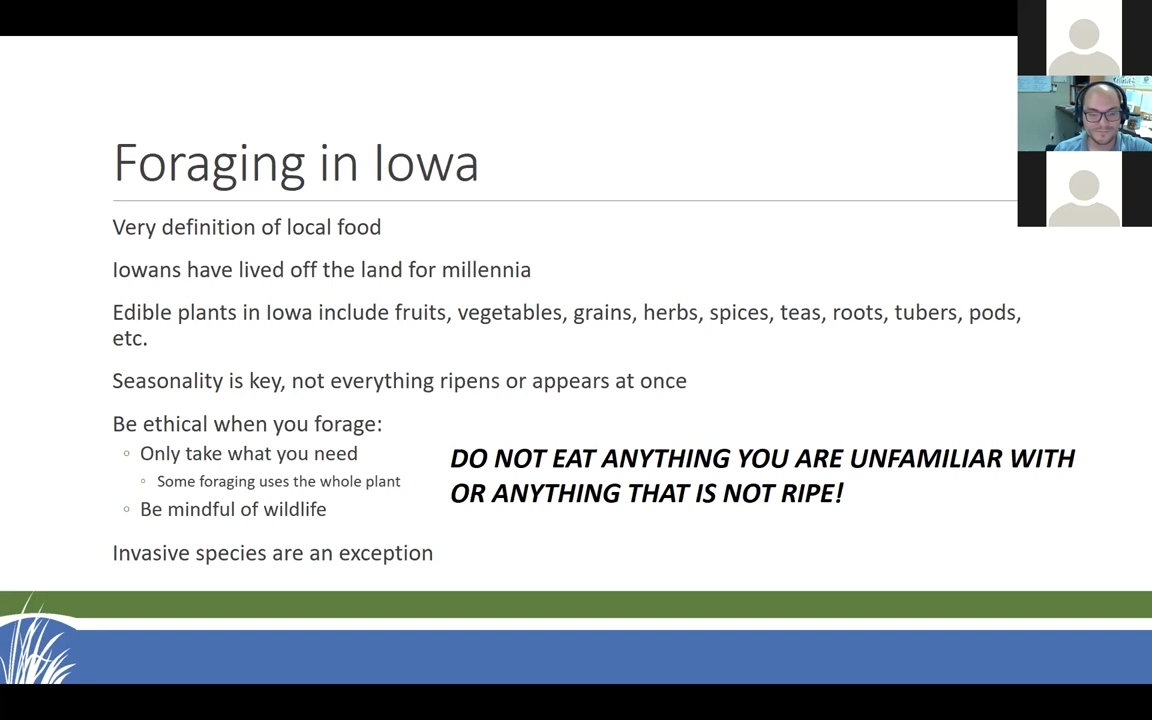 Foraging in Iowa
Very definition of local food
Iowans have lived off the land for millennia
Edible plants in Iowa include fruits, vegetables, grains, herbs, spices, teas, roots, tubers, pods,
etc.
Seasonality is key, not everything ripens or appears at once
Be ethical when you forage:
Only take what you need
Some foraging uses the whole plant
Be mindful of wildlife
DO NOT EAT ANYTHING YOU ARE UNFAMILIAR WITH
OR ANYTHING THAT IS NOT RIPE!
Invasive species are an exception